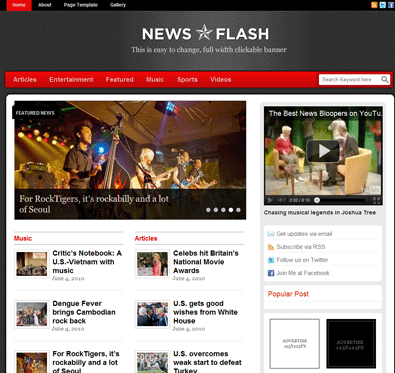 Home About Page Template Gallery
NEWS FLASH
This is easy to change, full width clickable banner
Articles Entertainment Featured Music Sports Videos
Search Keyword here
FEATURED NEWS
For RockTigers, it's rockabilly and a lot
of Seoul
The Best News Bloopers on YouTu
0:00 / 6:16
Chasing musical legends in Joshua Tree
Get updates via email
Subscribe via RSS
Follow us on Twitter
Join Me at Facebook
Popular Post
ADVERTISE
125X125PX
ADVERTISE
125X125PX
Music
Critic's Notebook: A
U.S.-Vietnam with
music
June 4, 2010
Dengue Fever
brings Cambodian
rock back
June 4, 2010
For RockTigers, it's
rockabilly and a lot
Articles
Celebs hit Britain's
National Movie
Awards
June 4, 2010
U.S. gets good
wishes from White
House
June 4, 2010
U.S. overcomes
weak start to defeat
Turkey